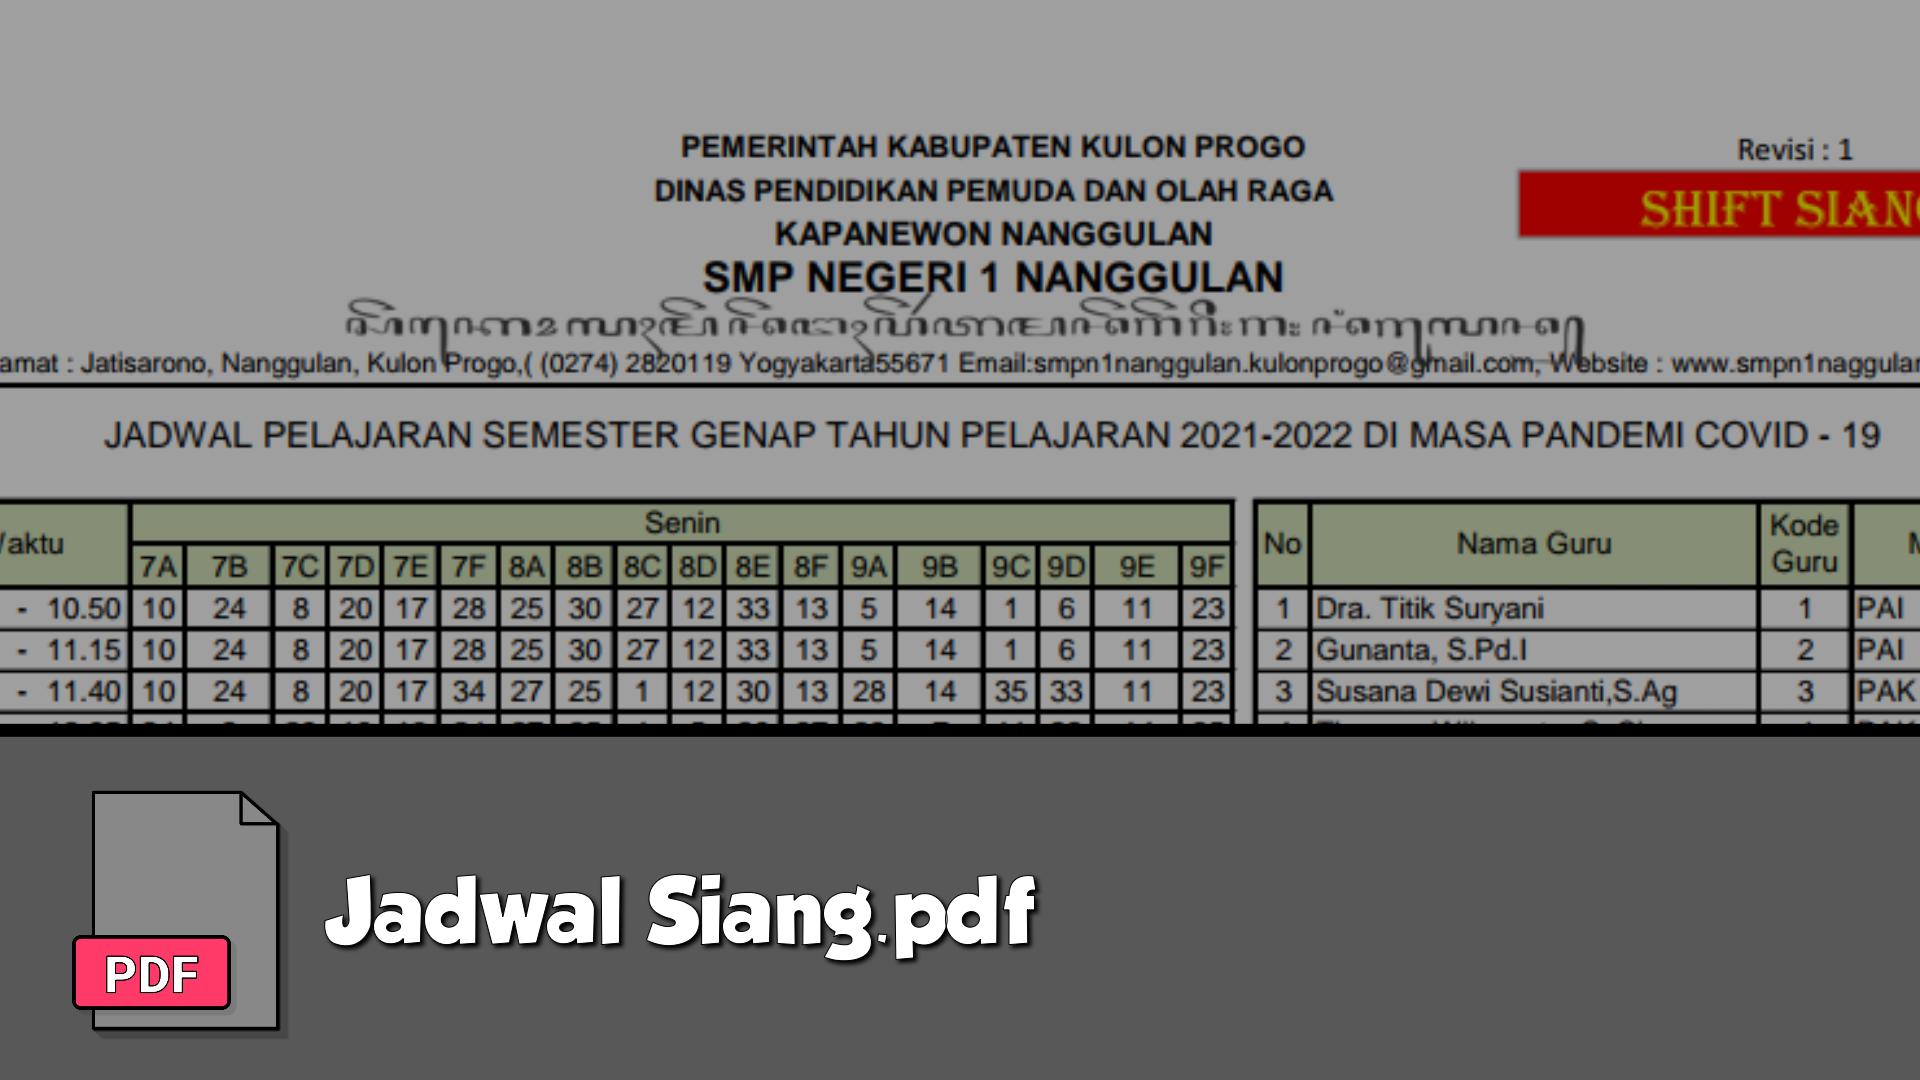 PEMERINTAH KABUPATEN KULON PROGO
Revisi : 1
DINAS PENDIDIKAN PEMUDA DAN OLAH RAGA
SHIFT SIANG
KAPANEWON NANGGULAN
SMP NEGERI 1 NANGGULAN
amat : Jatisarono, Nanggulan, Kulon Progo,( (0274) 2820119 Yogyakarta55671 Email:smpn1nanggulan.kulonprogo@gmail.com, Website : www.smpn1naggulan
JADWAL PELAJARAN SEMESTER GENAP TAHUN PELAJARAN 2021-2022 DI MASA PANDEMI COVID - 19
aktu Senin No Nama Guru Kode Guru M
7A 7B 7C 7D 7E 7F 8A 8B 8C 8D 8E 8F 9A 9B 9C 9D 9E 9F
- 10.50 10 24 8 20 17 28 25 30 27 12 33 13 5 14 1 6 11 23 1 Dra. Titik Suryani 1 PAI
- 11.15 10 24 8 20 17 28 25 30 27 12 33 13 5 14 1 6 11 23 2 Gunanta, S.Pd.I 2 PAI
- 11.40 10 24 8 20 17 34 27 25 1 12 30 13 28 14 35 33 11 23 3 Susana Dewi Susianti,S.Ag 3 PAK
Jadwal Siang.pdf
PDF